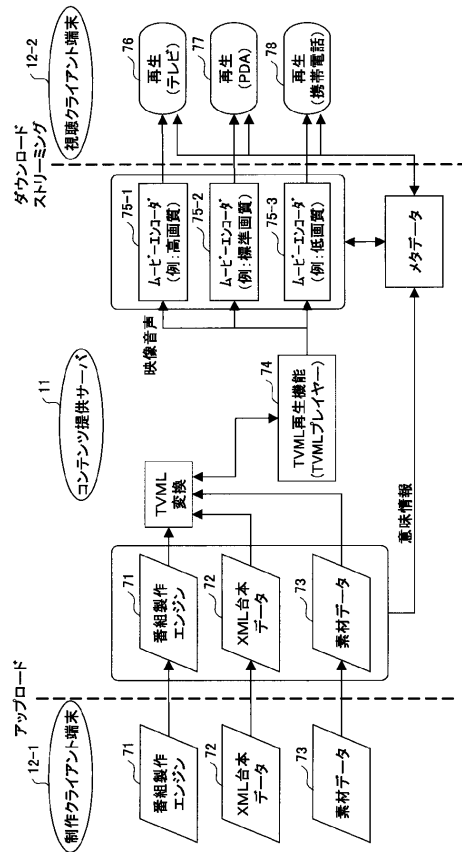 12-1
制作クライアント端末
アップロード
11
コンテンツ提供サーバ
ダウンロード
ストリーミング
12-2
視聴クライアント端末
71
番組製作
エンジン
71
番組製作
エンジン
TVML
変換
映像音声
75-1
ムービーエンコーダ
(例:高画質)
76
再生
(テレビ)
72
XML台本
データ
72
XML台本
データ
74
TVML再生機能
(TVMLプレイヤー)
75-2
ムービーエンコーダ
(例:標準画質)
77
再生
(PDA)
73
素材データ
73
素材データ
75-3
ムービーエンコーダ
(例:低画質)
78
再生
(携帯電話)
意味情報
メタデータ